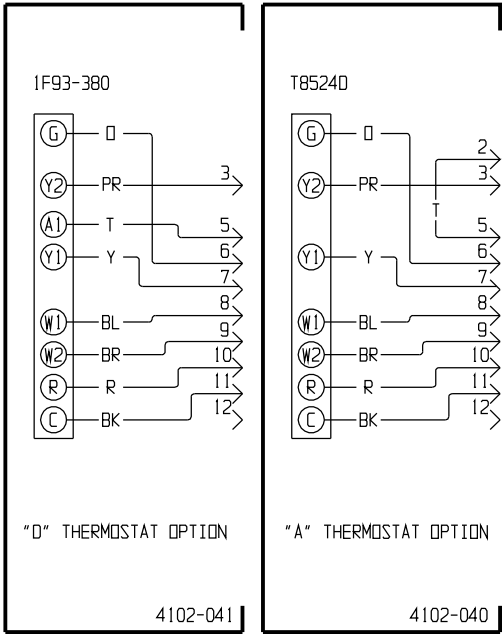 1F93-380
G O
Y2 PR 3
A1 T 5
6
Y1 Y 7
W1 BL 8
W2 BR 9
R R 10
11
C BK 12
"D" THERMOSTAT OPTION
4102-041
T8524D
G O
2
Y2 PR 3
T
5
6
Y1 Y 7
W1 BL 8
W2 BR 9
R R 10
11
C BK 12
"A" THERMOSTAT OPTION
4102-040